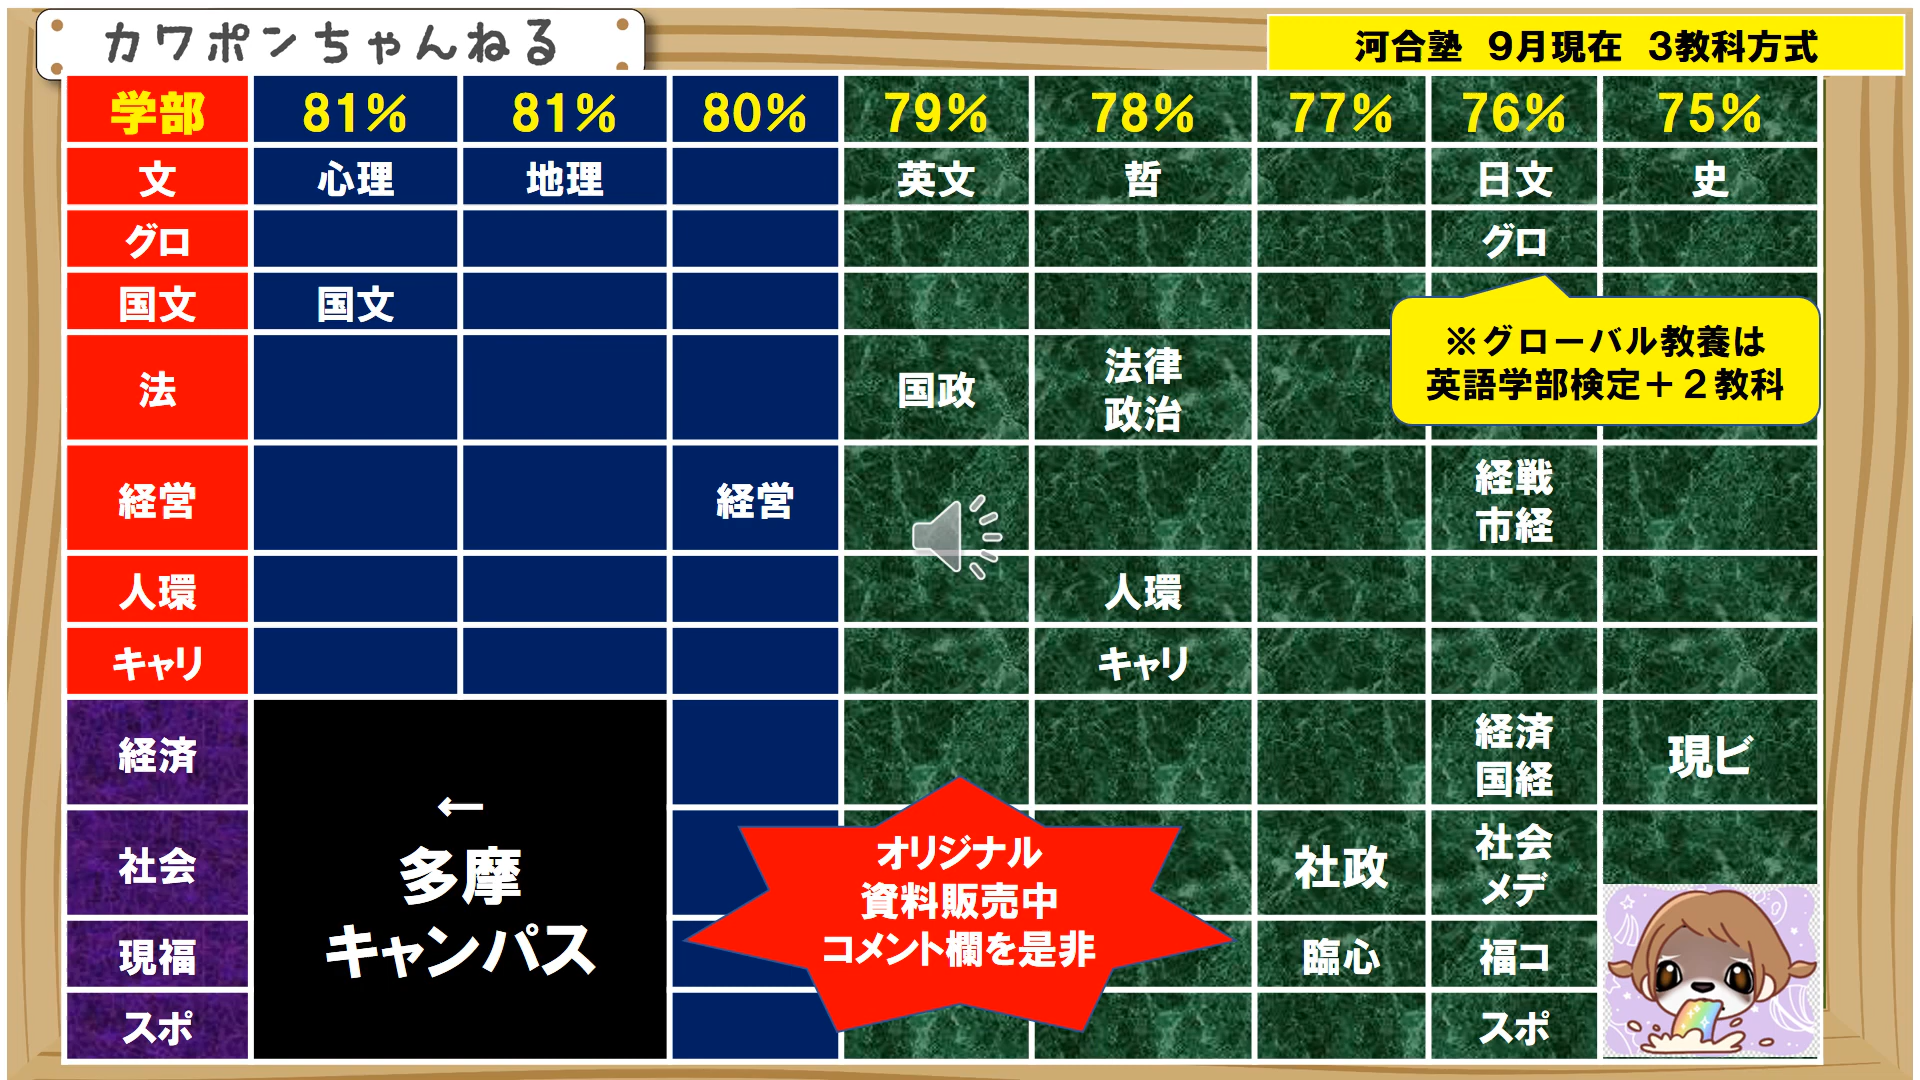 カワポンちゃんねる
河合塾 9月現在 3教科方式
学部 81% 81% 80% 79% 78% 77% 76% 75%
文 心理 地理 英文 哲 日文 史
グロ グロ
国文 国文
※グローバル教養は
英語学部検定＋２教科
法 国政 法律
政治
経営 経営 経戦
市経
人環 人環
キャリ キャリ
経済 経済
国経 現ビ
←
多摩
キャンパス
社会 社政 社会
メデ
オリジナル
資料販売中
コメント欄を是非
現福 臨心 福コ
スポ スポ